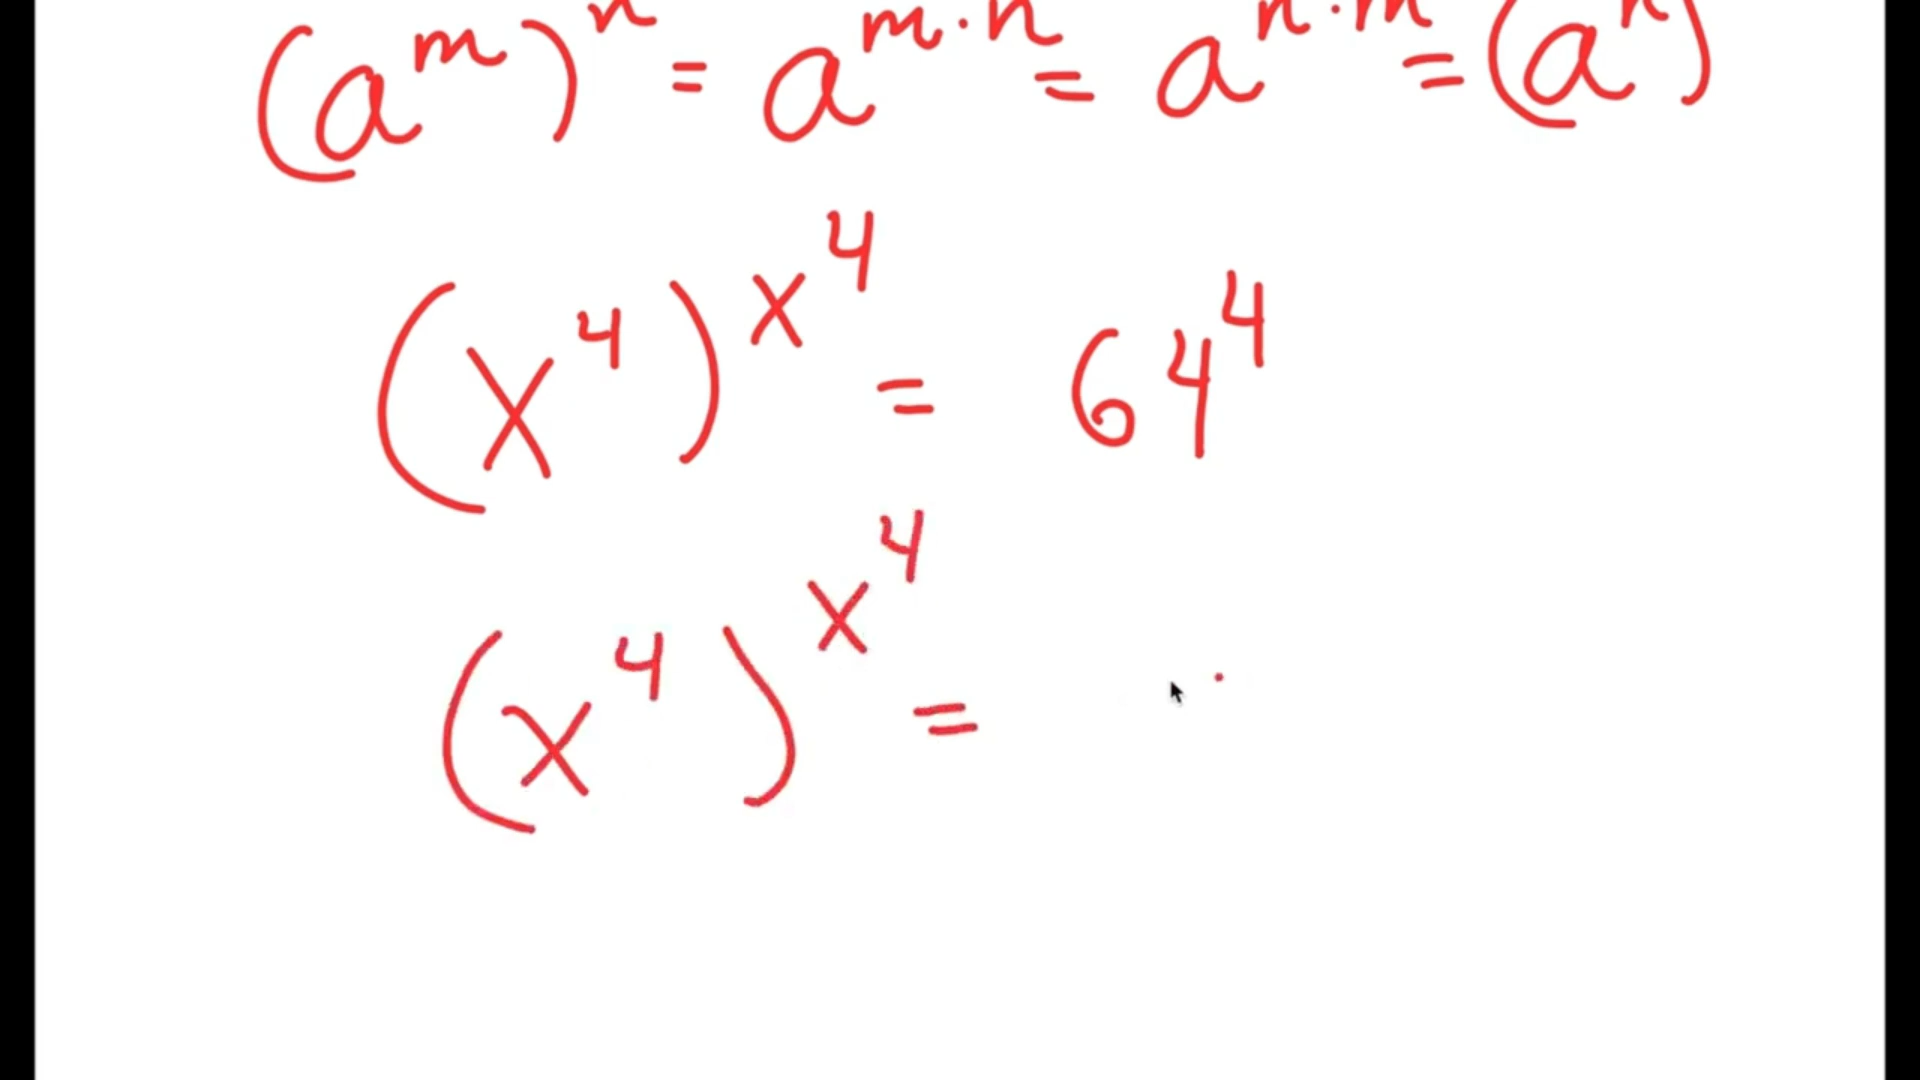 (a^m)^n = a^{m·n} = a^{n·m} = (a^n)
(x^4)^{x^4} = 64^4
(x^4)^{x^4} =